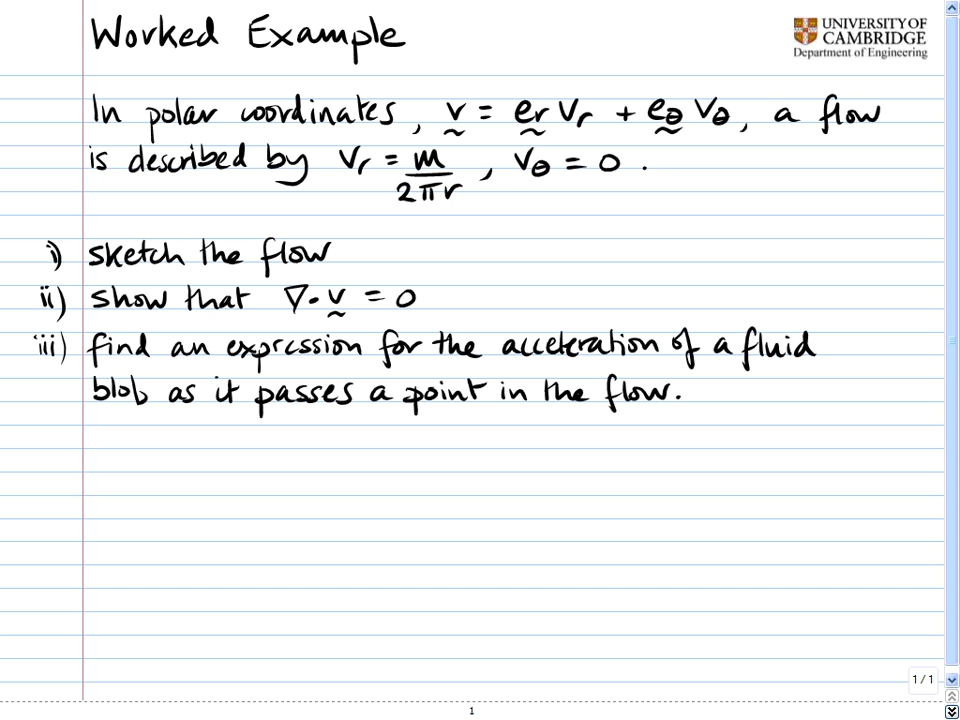 Worked Example
UNIVERSITY OF
CAMBRIDGE
Department of Engineering
In polar coordinates, v̰ = ḛr Vr + ḛθ Vθ, a flow
is described by Vr = m/2πr, Vθ = 0.
i) sketch the flow
ii) show that ∇·v̰ = 0
iii) find an expression for the acceleration of a fluid
blob as it passes a point in the flow.
1 / 1
1